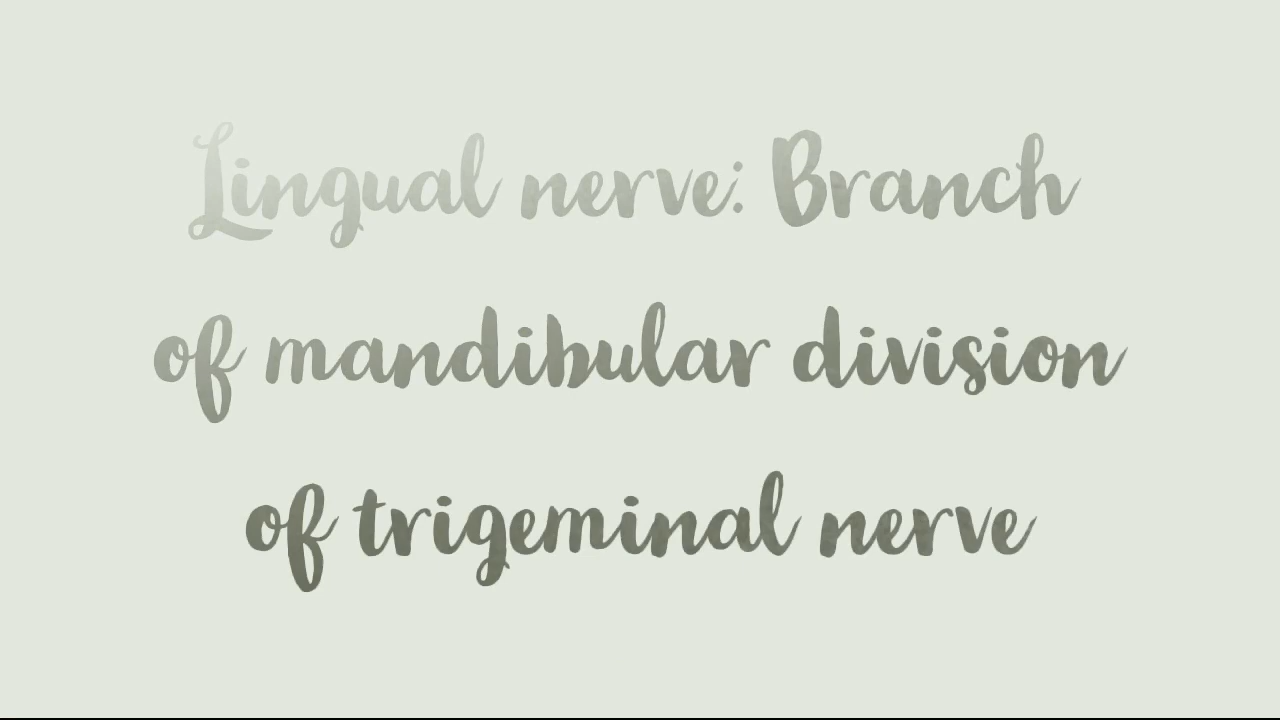 Lingual nerve: Branch
of mandibular division
of trigeminal nerve